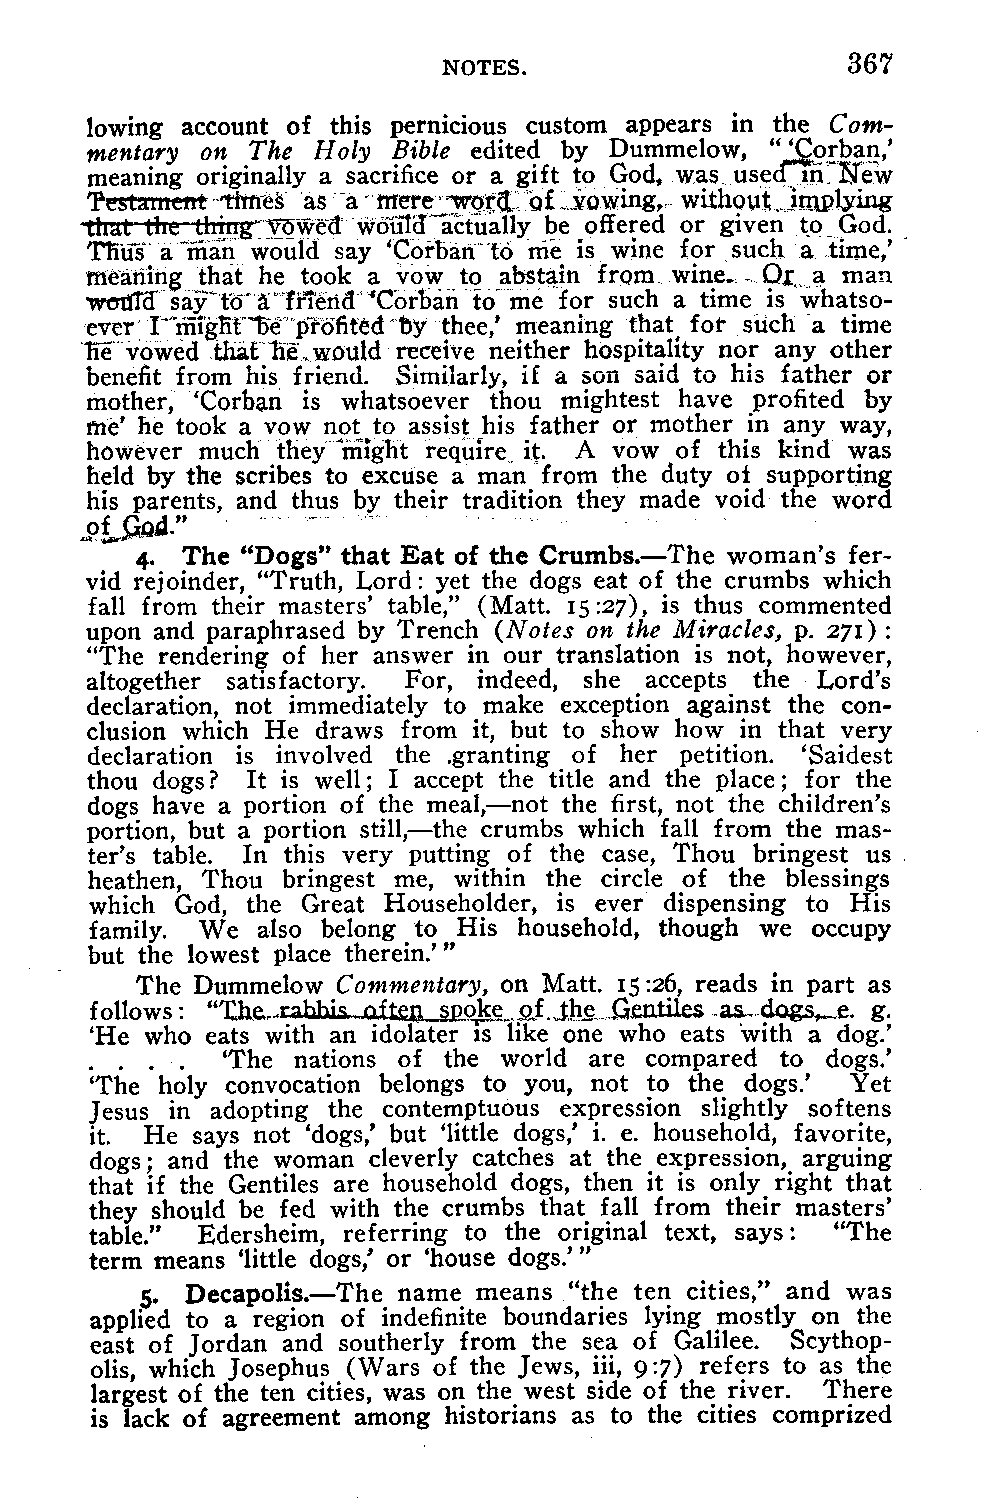 NOTES. 367
lowing account of this pernicious custom appears in the Com-
mentary on The Holy Bible edited by Dummelow, “ ‘Corban,’
meaning originally a sacrifice or a gift to God, was used in New
Testament times as a mere word of vowing, without implying
that the thing vowed would actually be offered or given to God.
Thus a man would say ‘Corban to me is wine for such a time,’
meaning that he took a vow to abstain from wine. Or a man
would say to a friend ‘Corban to me for such a time is whatso-
ever I might be profited by thee,’ meaning that for such a time
he vowed that he would receive neither hospitality nor any other
benefit from his friend. Similarly, if a son said to his father or
mother, ‘Corban is whatsoever thou mightest have profited by
me’ he took a vow not to assist his father or mother in any way,
however much they might require it. A vow of this kind was
held by the scribes to excuse a man from the duty of supporting
his parents, and thus by their tradition they made void the word
of God.”
4. The “Dogs” that Eat of the Crumbs.—The woman’s fer-
vid rejoinder, “Truth, Lord: yet the dogs eat of the crumbs which
fall from their masters’ table,” (Matt. 15:27), is thus commented
upon and paraphrased by Trench (Notes on the Miracles, p. 271):
“The rendering of her answer in our translation is not, however,
altogether satisfactory. For, indeed, she accepts the Lord’s
declaration, not immediately to make exception against the con-
clusion which He draws from it, but to show how in that very
declaration is involved the granting of her petition. ‘Saidest
thou dogs? It is well; I accept the title and the place; for the
dogs have a portion of the meal,—not the first, not the children’s
portion, but a portion still,—the crumbs which fall from the mas-
ter’s table. In this very putting of the case, Thou bringest us
heathen, Thou bringest me, within the circle of the blessings
which God, the Great Householder, is ever dispensing to His
family. We also belong to His household, though we occupy
but the lowest place therein.’ ”
The Dummelow Commentary, on Matt. 15:26, reads in part as
follows: “The rabbis often spoke of the Gentiles as dogs, e. g.
‘He who eats with an idolater is like one who eats with a dog.’
. . . . ‘The nations of the world are compared to dogs.’
‘The holy convocation belongs to you, not to the dogs.’ Yet
Jesus in adopting the contemptuous expression slightly softens
it. He says not ‘dogs,’ but ‘little dogs,’ i. e. household, favorite,
dogs; and the woman cleverly catches at the expression, arguing
that if the Gentiles are household dogs, then it is only right that
they should be fed with the crumbs that fall from their masters’
table.” Edersheim, referring to the original text, says: “The
term means ‘little dogs,’ or ‘house dogs.’ ”
5. Decapolis.—The name means “the ten cities,” and was
applied to a region of indefinite boundaries lying mostly on the
east of Jordan and southerly from the sea of Galilee. Scythop-
olis, which Josephus (Wars of the Jews, iii, 9:7) refers to as the
largest of the ten cities, was on the west side of the river. There
is lack of agreement among historians as to the cities comprized